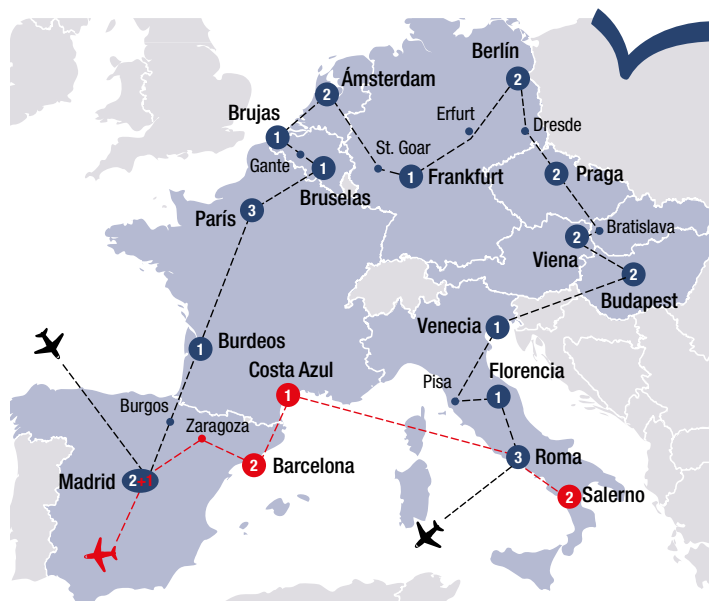 Berlín
2
Ámsterdam
2
Erfurt
Brujas
1
Dresde
St. Goar
Gante
1
Bruselas
1
Frankfurt
2
Praga
París
3
Bratislava
2
Viena
2
Budapest
Venecia
1
1
Burdeos
Costa Azul
1
Florencia
Pisa
1
Burgos
Zaragoza
2
Barcelona
3
Roma
Madrid
2+1
2
Salerno